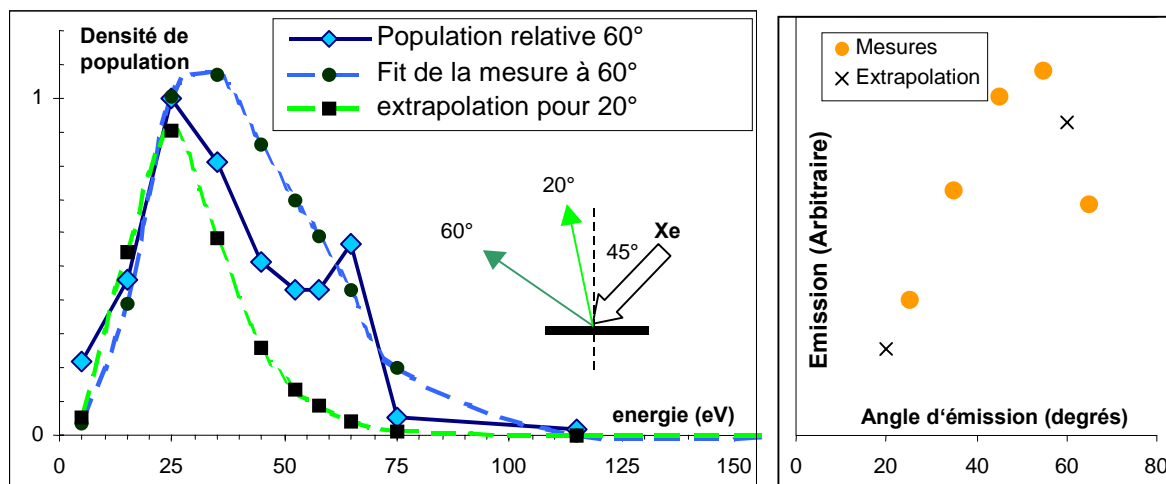 Densité de
population
Population relative 60°
Fit de la mesure à 60°
extrapolation pour 20°
1
0
20°
60°
45°
Xe
energie (eV)
0
25
50
75
100
125
150
Mesures
Extrapolation
Emission (Arbitraire)
Angle d‘émission (degrés)
0
20
40
60
80